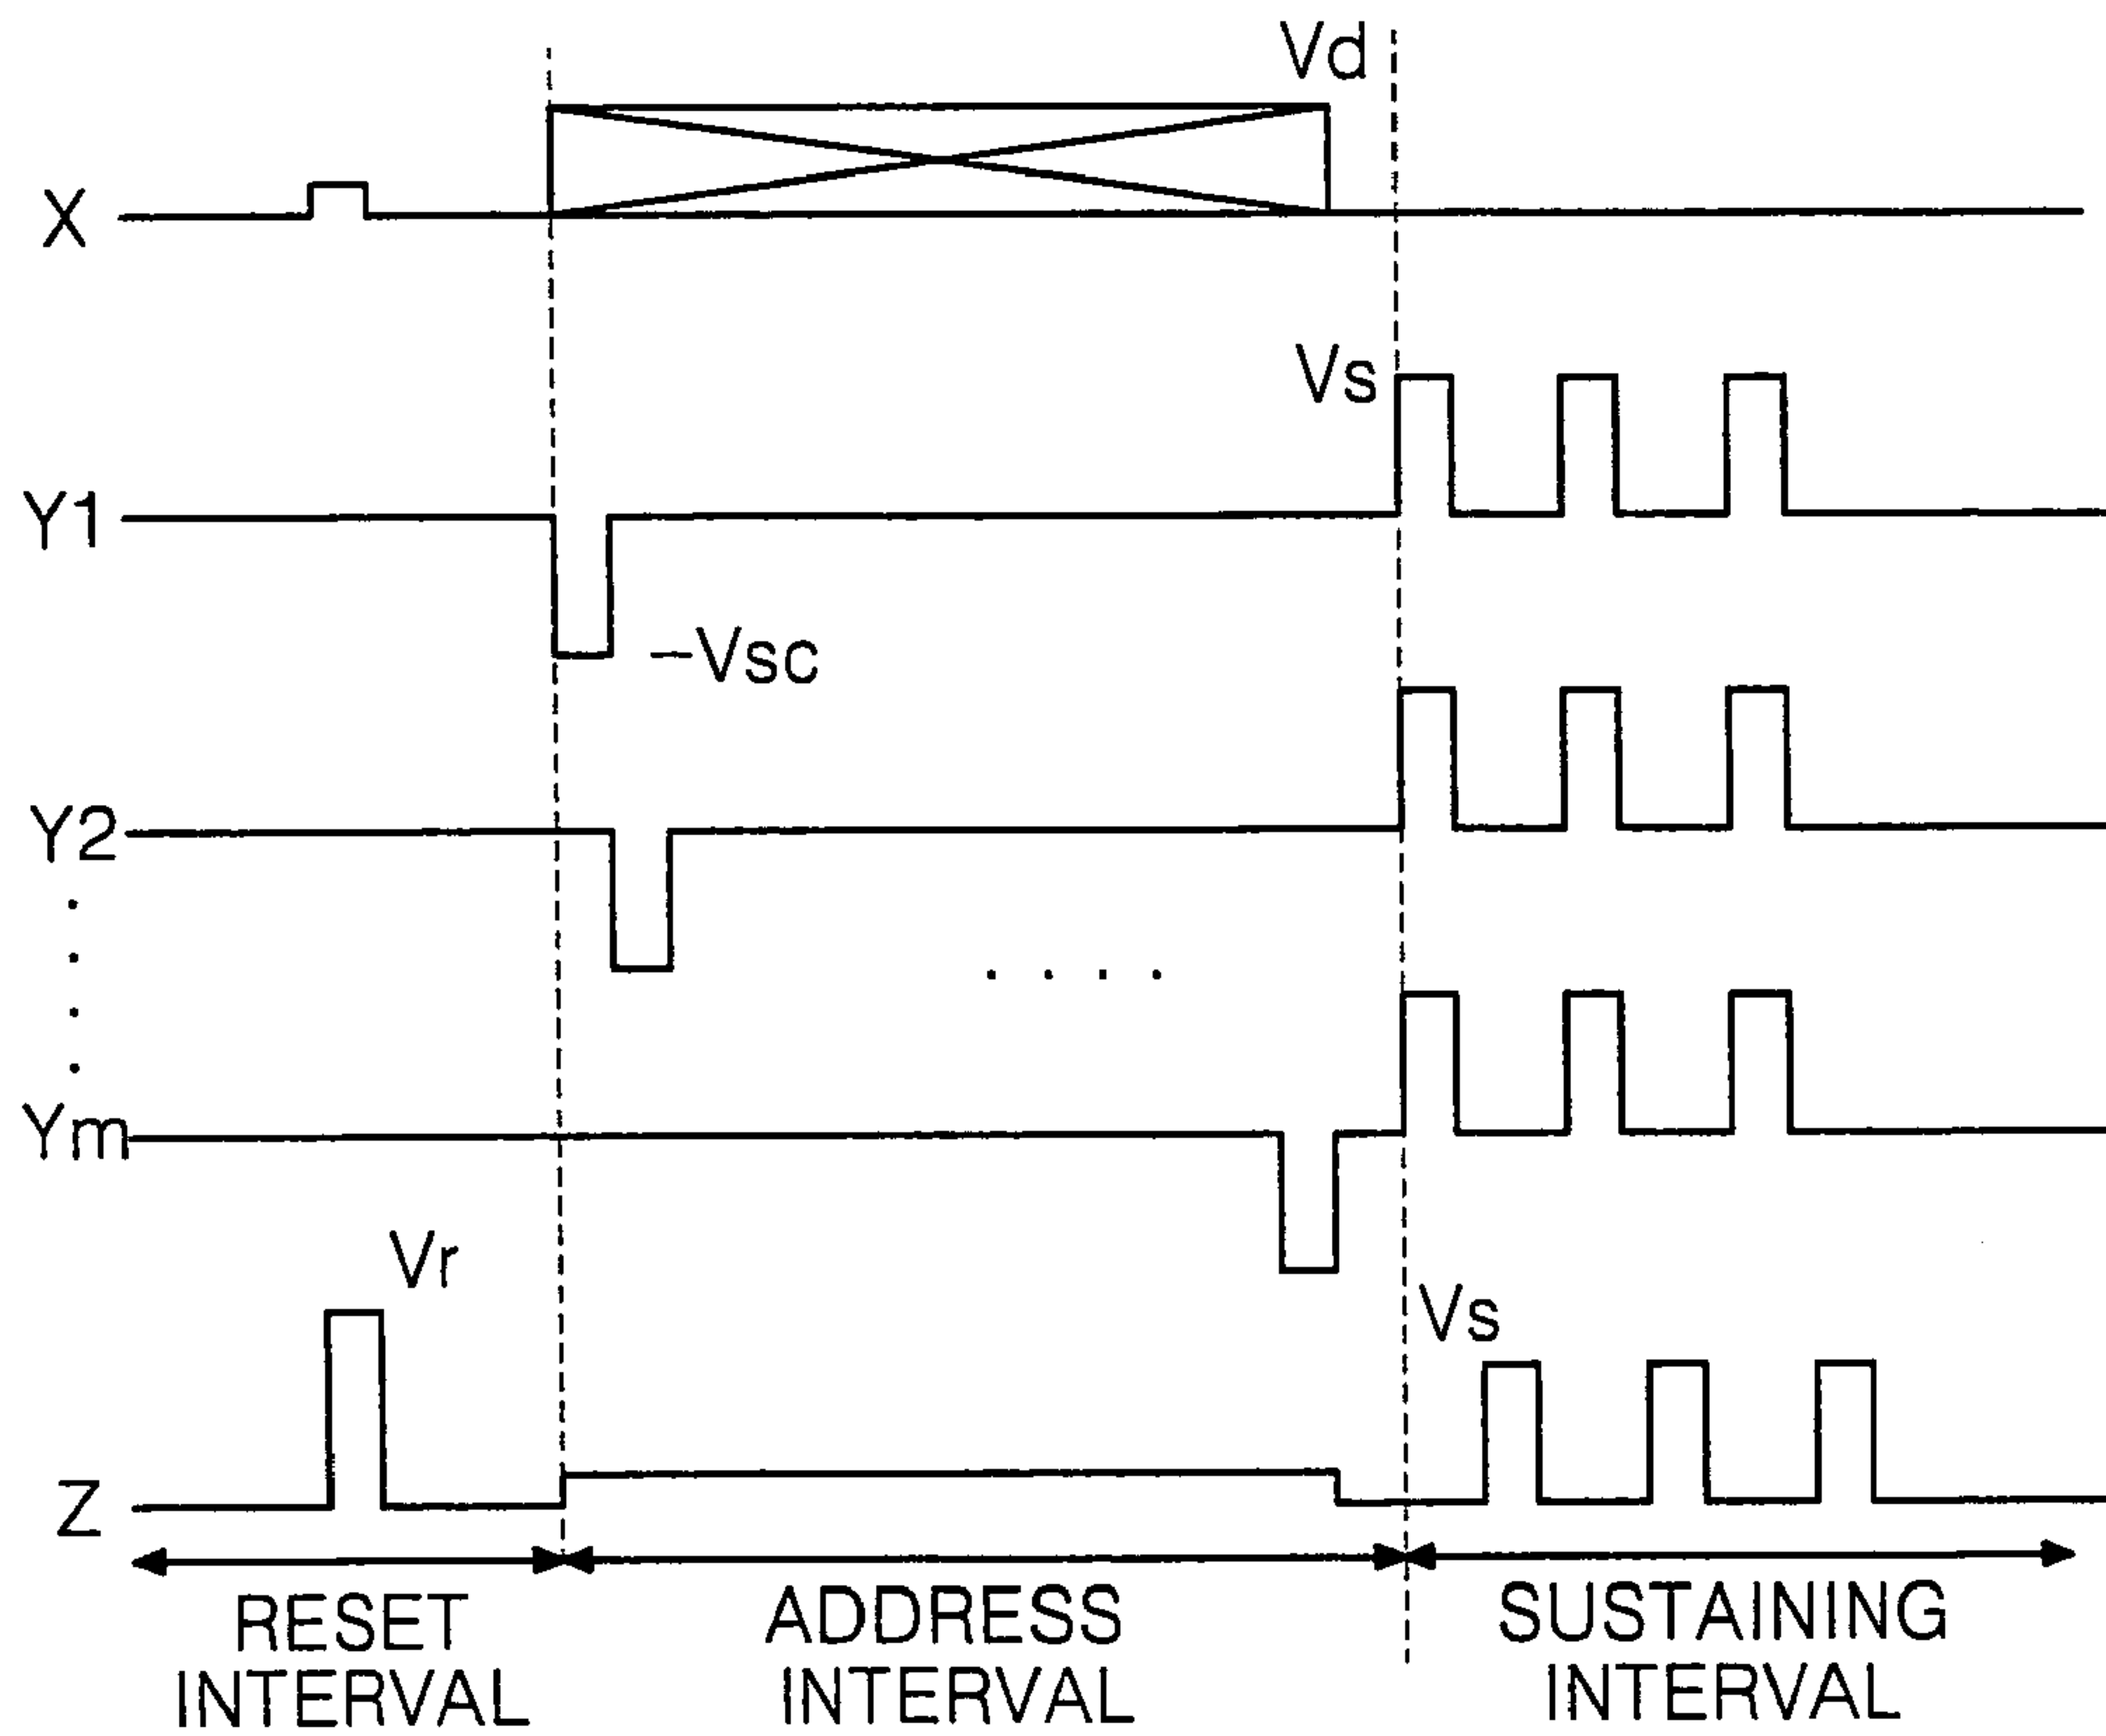 Vd
X
Vs
Y1
–Vsc
Y2
. . . .
Ym
Vr
Vs
Z
RESET INTERVAL
ADDRESS INTERVAL
SUSTAINING INTERVAL